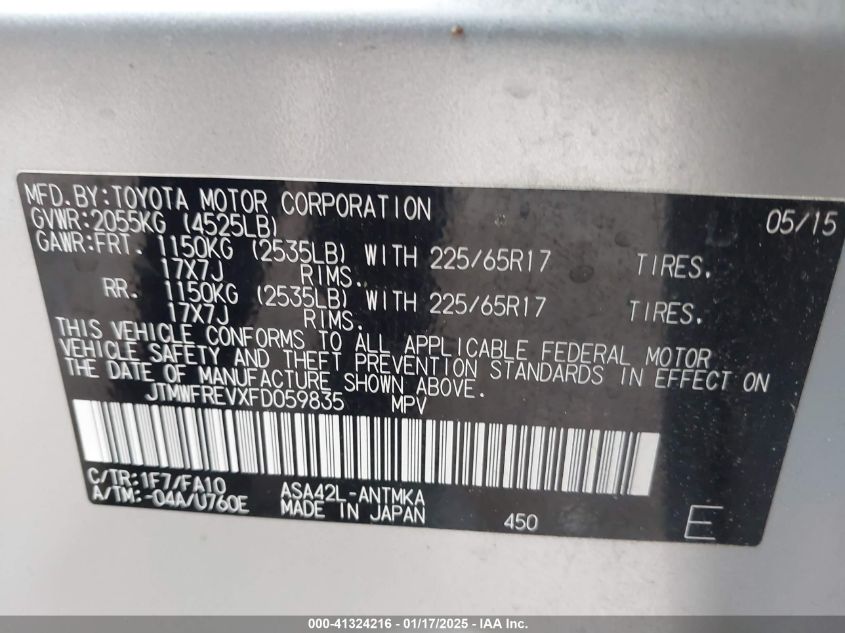 MFD.BY:TOYOTA MOTOR CORPORATION 05/15
GVWR:2055KG (4525LB)
GAWR:FRT. 1150KG (2535LB) WITH 225/65R17 TIRES.
17X7J RIMS.
RR. 1150KG (2535LB) WITH 225/65R17 TIRES.
17X7J RIMS.
THIS VEHICLE CONFORMS TO ALL APPLICABLE FEDERAL MOTOR
VEHICLE SAFETY AND THEFT PREVENTION STANDARDS IN EFFECT ON
THE DATE OF MANUFACTURE SHOWN ABOVE.
JTMWFREVXFD059835 MPV
C/TR:1F7/FA10 ASA42L-ANTMKA
A/TM:-04A/U760E MADE IN JAPAN 450 E
000-41324216 - 01/17/2025 - IAA Inc.